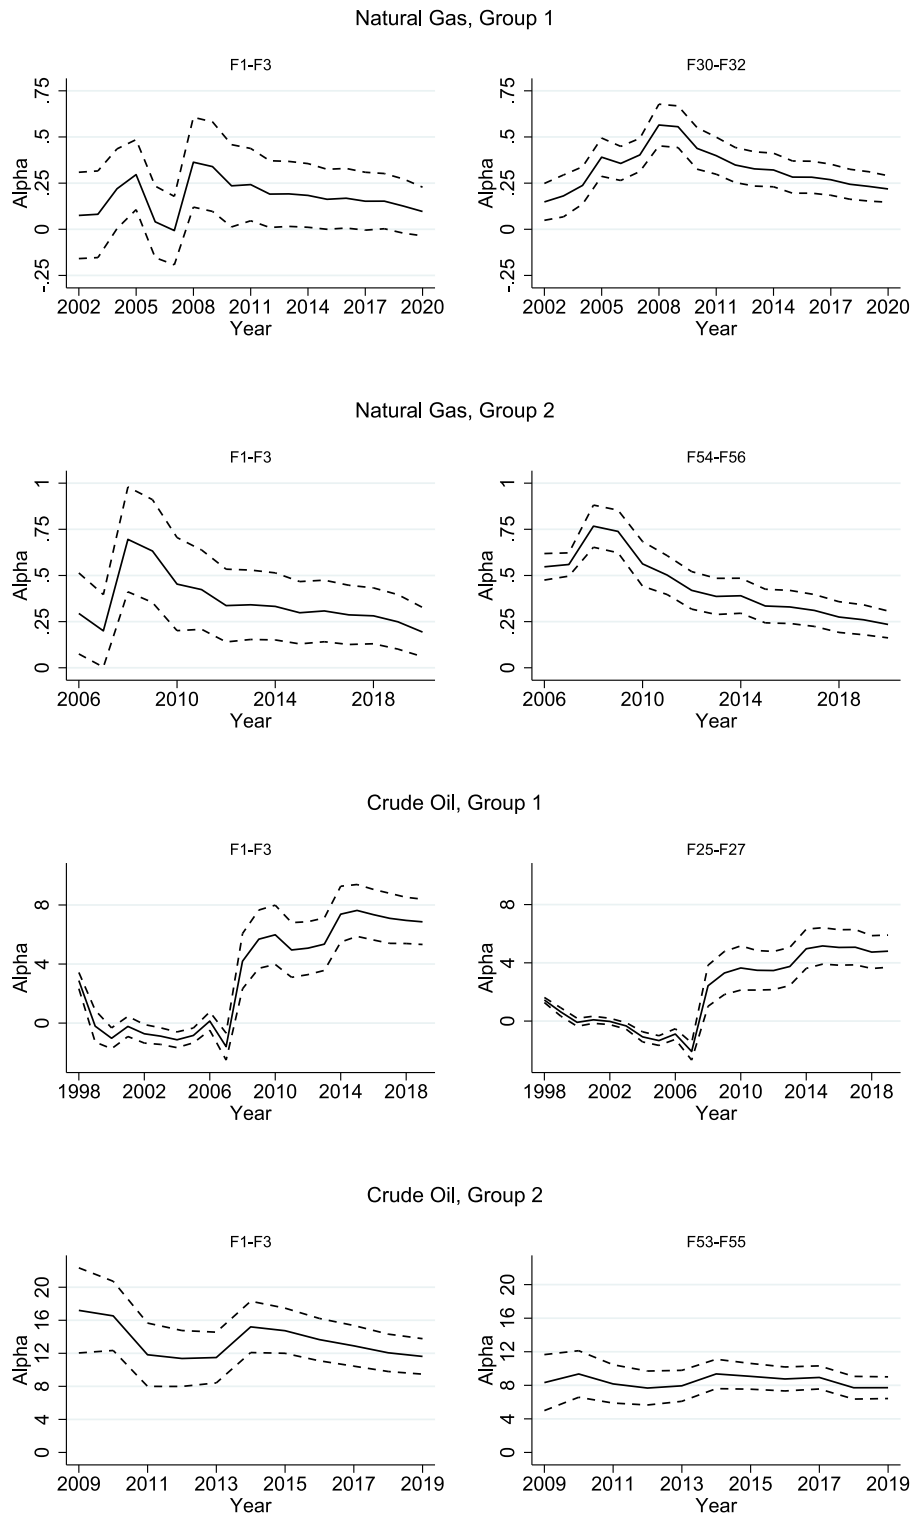 Natural Gas, Group 1
F1-F3
F30-F32
Alpha
-.25 0 .25 .5 .75
2002 2005 2008 2011 2014 2017 2020
Year
Alpha
-.25 0 .25 .5 .75
2002 2005 2008 2011 2014 2017 2020
Year
Natural Gas, Group 2
F1-F3
F54-F56
Alpha
0 .25 .5 .75 1
2006 2010 2014 2018
Year
Alpha
0 .25 .5 .75 1
2006 2010 2014 2018
Year
Crude Oil, Group 1
F1-F3
F25-F27
Alpha
0 4 8
1998 2002 2006 2010 2014 2018
Year
Alpha
0 4 8
1998 2002 2006 2010 2014 2018
Year
Crude Oil, Group 2
F1-F3
F53-F55
Alpha
0 4 8 12 16 20
2009 2011 2013 2015 2017 2019
Year
Alpha
0 4 8 12 16 20
2009 2011 2013 2015 2017 2019
Year